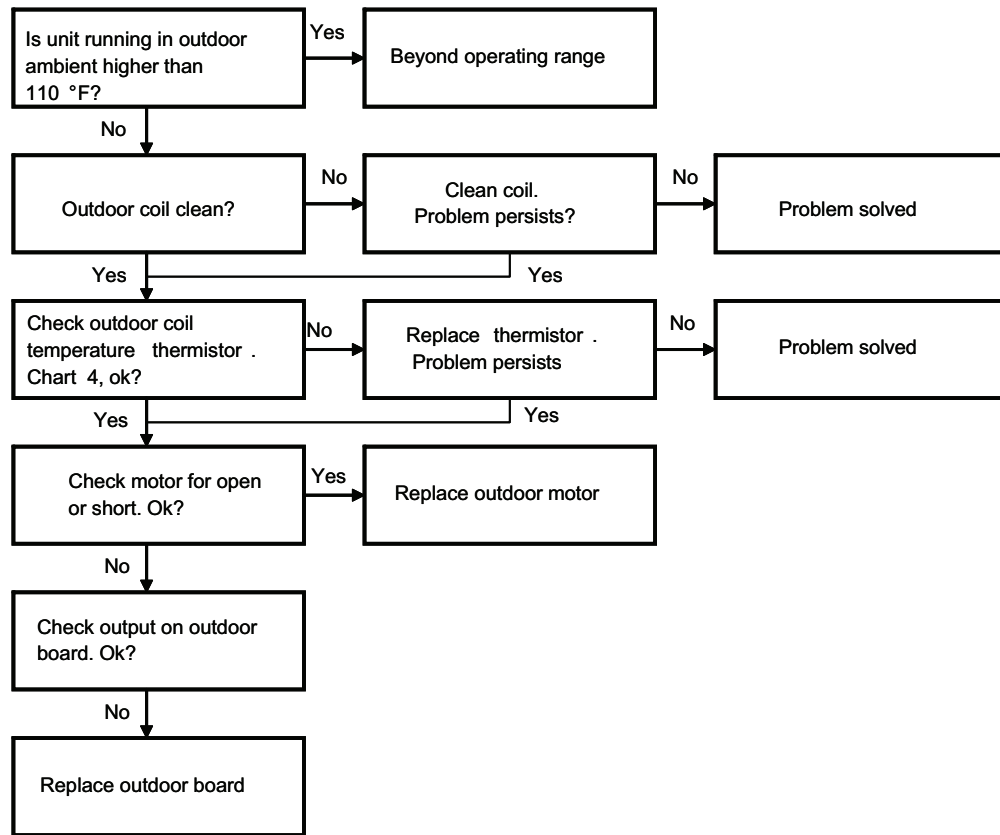 Is unit running in outdoor
ambient higher than
110 °F?
Yes
Beyond operating range
No
Outdoor coil clean?
No
Clean coil.
Problem persists?
No
Problem solved
Yes
Yes
Check outdoor coil
temperature thermistor .
Chart 4, ok?
No
Replace thermistor .
Problem persists
No
Problem solved
Yes
Yes
Check motor for open
or short. Ok?
Yes
Replace outdoor motor
No
Check output on outdoor
board. Ok?
No
Replace outdoor board